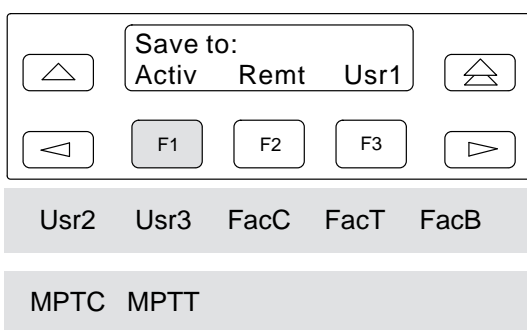 Save to:
Activ Remt Usr1
F1 F2 F3
Usr2 Usr3 FacC FacT FacB
MPTC MPTT